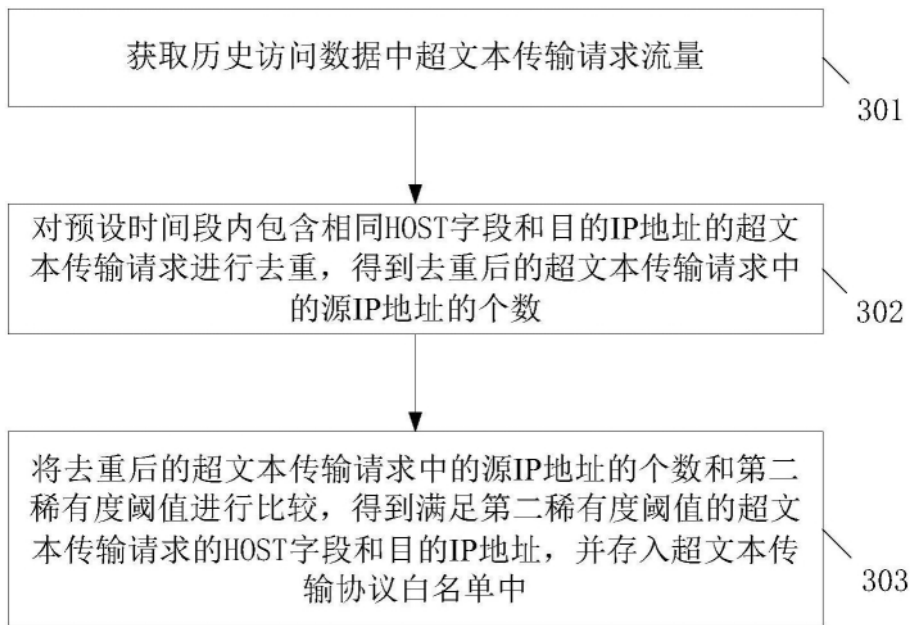 获取历史访问数据中超文本传输请求流量
301
对预设时间段内包含相同HOST字段和目的IP地址的超文
本传输请求进行去重，得到去重后的超文本传输请求中
的源IP地址的个数
302
将去重后的超文本传输请求中的源IP地址的个数和第二
稀有度阈值进行比较，得到满足第二稀有度阈值的超文
本传输请求的HOST字段和目的IP地址，并存入超文本传
输协议白名单中
303